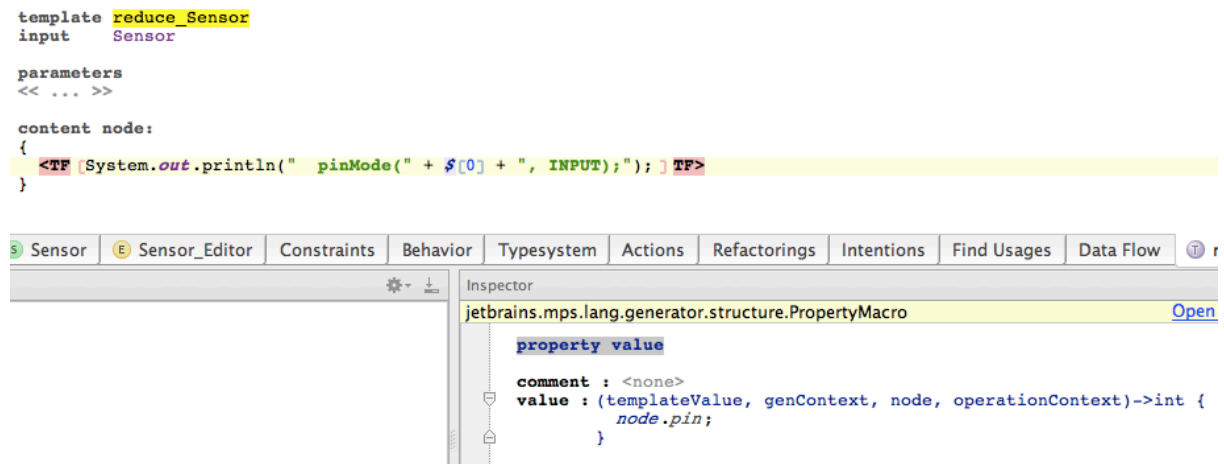 template reduce_Sensor
input Sensor
parameters
<< ... >>
content node:
{
<TF [System.out.println("  pinMode(" + $[0] + ", INPUT);"); ] TF>
}
S Sensor E Sensor_Editor Constraints Behavior Typesystem Actions Refactorings Intentions Find Usages Data Flow T
Inspector
jetbrains.mps.lang.generator.structure.PropertyMacro Open
property value
comment : <none>
value : (templateValue, genContext, node, operationContext)->int {
node.pin;
}